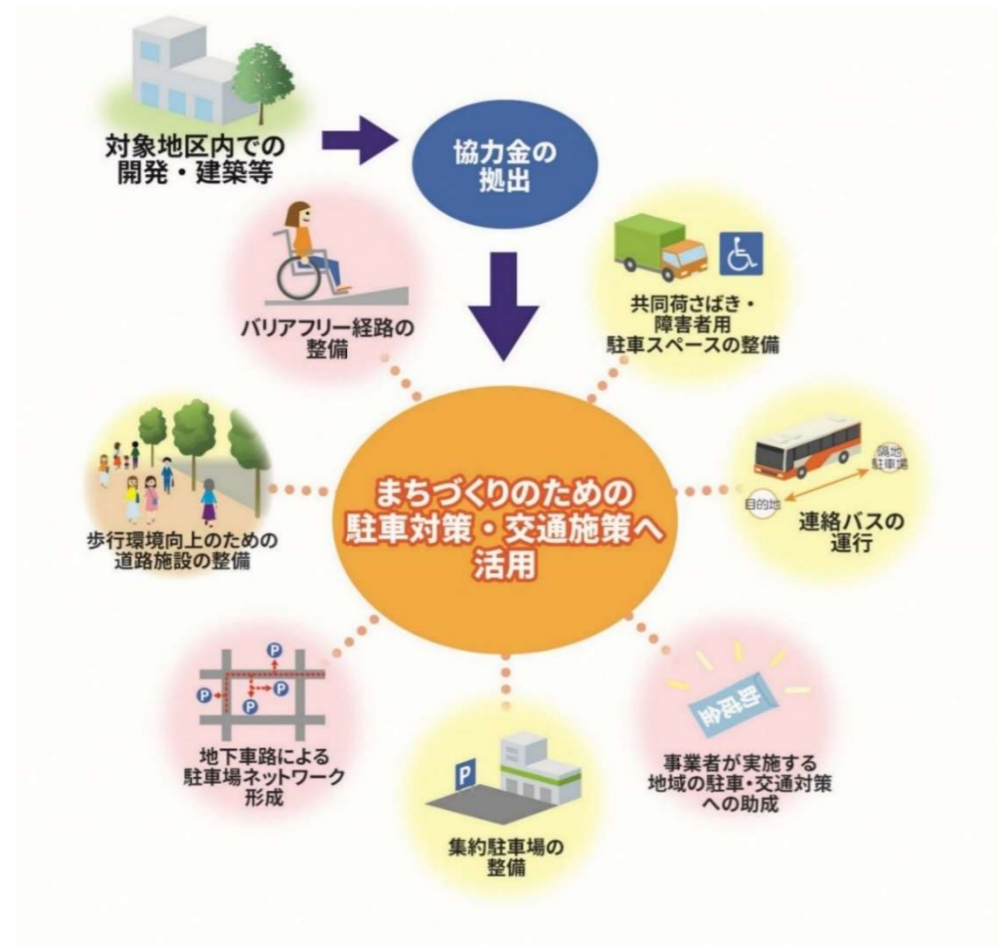 対象地区内での
開発・建築等
協力金の
拠出
バリアフリー経路の
整備
共同荷さばき・
障害者用
駐車スペースの整備
まちづくりのための
駐車対策・交通施策へ
活用
歩行環境向上のための
道路施設の整備
隔地
駐車場
目的地
連絡バスの
運行
P
P
P
P
地下車路による
駐車場ネットワーク
形成
P
集約駐車場の
整備
助成金
事業者が実施する
地域の駐車・交通対策
への助成